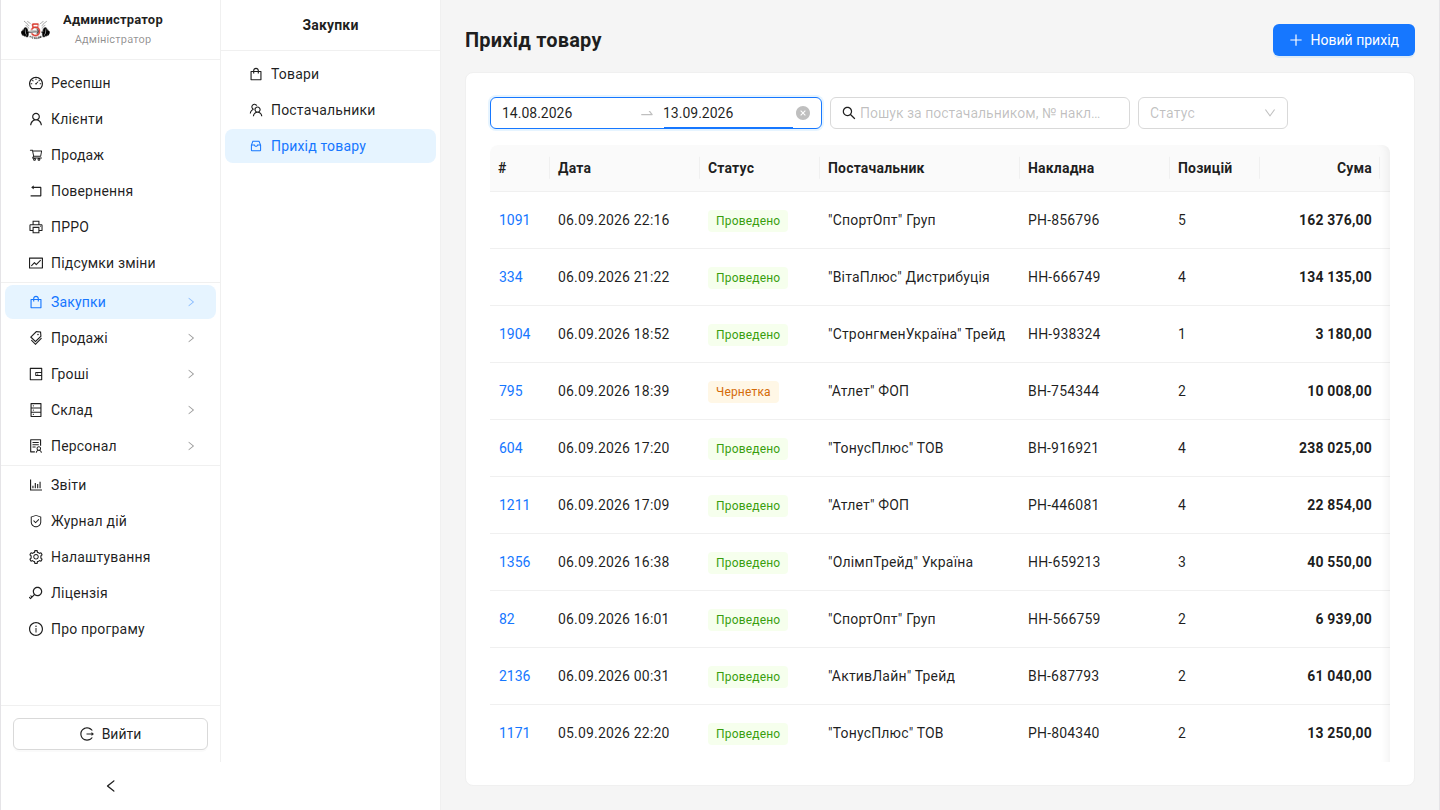 5
Администратор
Адміністратор
Ресепшн
Клієнти
Продаж
Повернення
ПРРО
Підсумки зміни
Закупки
Продажі
Гроші
Склад
Персонал
Звіти
Журнал дій
Налаштування
Ліцензія
Про програму
Вийти
Закупки
Товари
Постачальники
Прихід товару
Прихід товару
Новий прихід
14.08.2026 → 13.09.2026 Пошук за постачальником, № накл... Статус
# Дата Статус Постачальник Накладна Позицій Сума
1091 06.09.2026 22:16 Проведено "СпортОпт" Груп РН-856796 5 162 376,00
334 06.09.2026 21:22 Проведено "ВітаПлюс" Дистрибуція НН-666749 4 134 135,00
1904 06.09.2026 18:52 Проведено "СтронгменУкраїна" Трейд НН-938324 1 3 180,00
795 06.09.2026 18:39 Чернетка "Атлет" ФОП ВН-754344 2 10 008,00
604 06.09.2026 17:20 Проведено "ТонусПлюс" ТОВ ВН-916921 4 238 025,00
1211 06.09.2026 17:09 Проведено "Атлет" ФОП РН-446081 4 22 854,00
1356 06.09.2026 16:38 Проведено "ОлімпТрейд" Україна НН-659213 3 40 550,00
82 06.09.2026 16:01 Проведено "СпортОпт" Груп НН-566759 2 6 939,00
2136 06.09.2026 00:31 Проведено "АктивЛайн" Трейд ВН-687793 2 61 040,00
1171 05.09.2026 22:20 Проведено "ТонусПлюс" ТОВ РН-804340 2 13 250,00